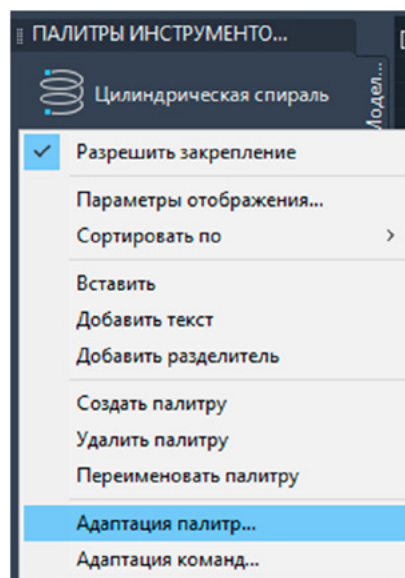 ПАЛИТРЫ ИНСТРУМЕНТО...
Цилиндрическая спираль
Модел...
Разрешить закрепление
Параметры отображения...
Сортировать по
Вставить
Добавить текст
Добавить разделитель
Создать палитру
Удалить палитру
Переименовать палитру
Адаптация палитр...
Адаптация команд...